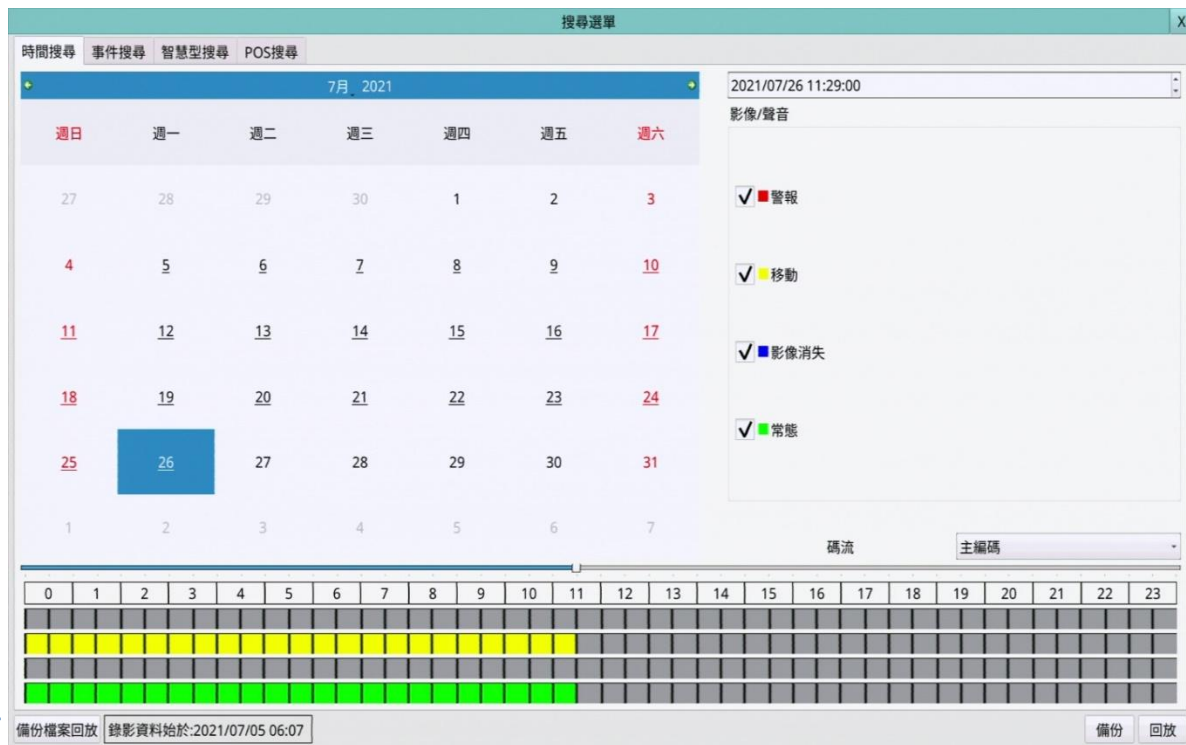 搜尋選單
X
時間搜尋 事件搜尋 智慧型搜尋 POS搜尋
7月 2021
週日 週一 週二 週三 週四 週五 週六
27 28 29 30 1 2 3
4 5 6 7 8 9 10
11 12 13 14 15 16 17
18 19 20 21 22 23 24
25 26 27 28 29 30 31
1 2 3 4 5 6 7
2021/07/26 11:29:00
影像/聲音
警報
移動
影像消失
常態
碼流 主編碼
0 1 2 3 4 5 6 7 8 9 10 11 12 13 14 15 16 17 18 19 20 21 22 23
備份檔案回放 錄影資料始於:2021/07/05 06:07 備份 回放